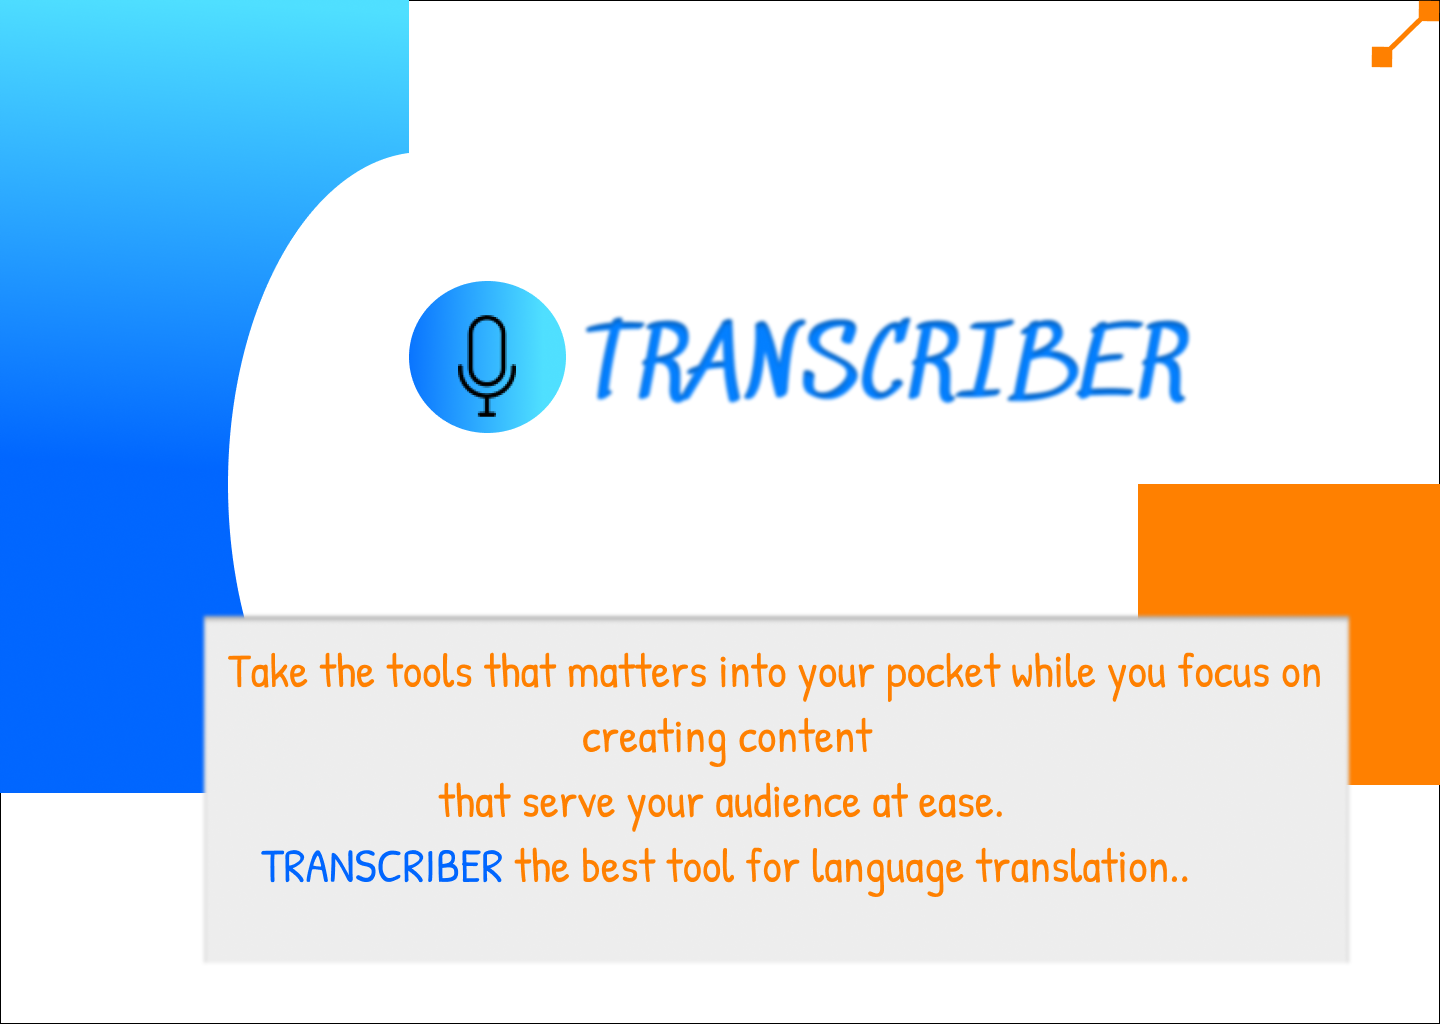 TRANSCRIBER
Take the tools that matters into your pocket while you focus on
creating content
that serve your audience at ease.
TRANSCRIBER the best tool for language translation..